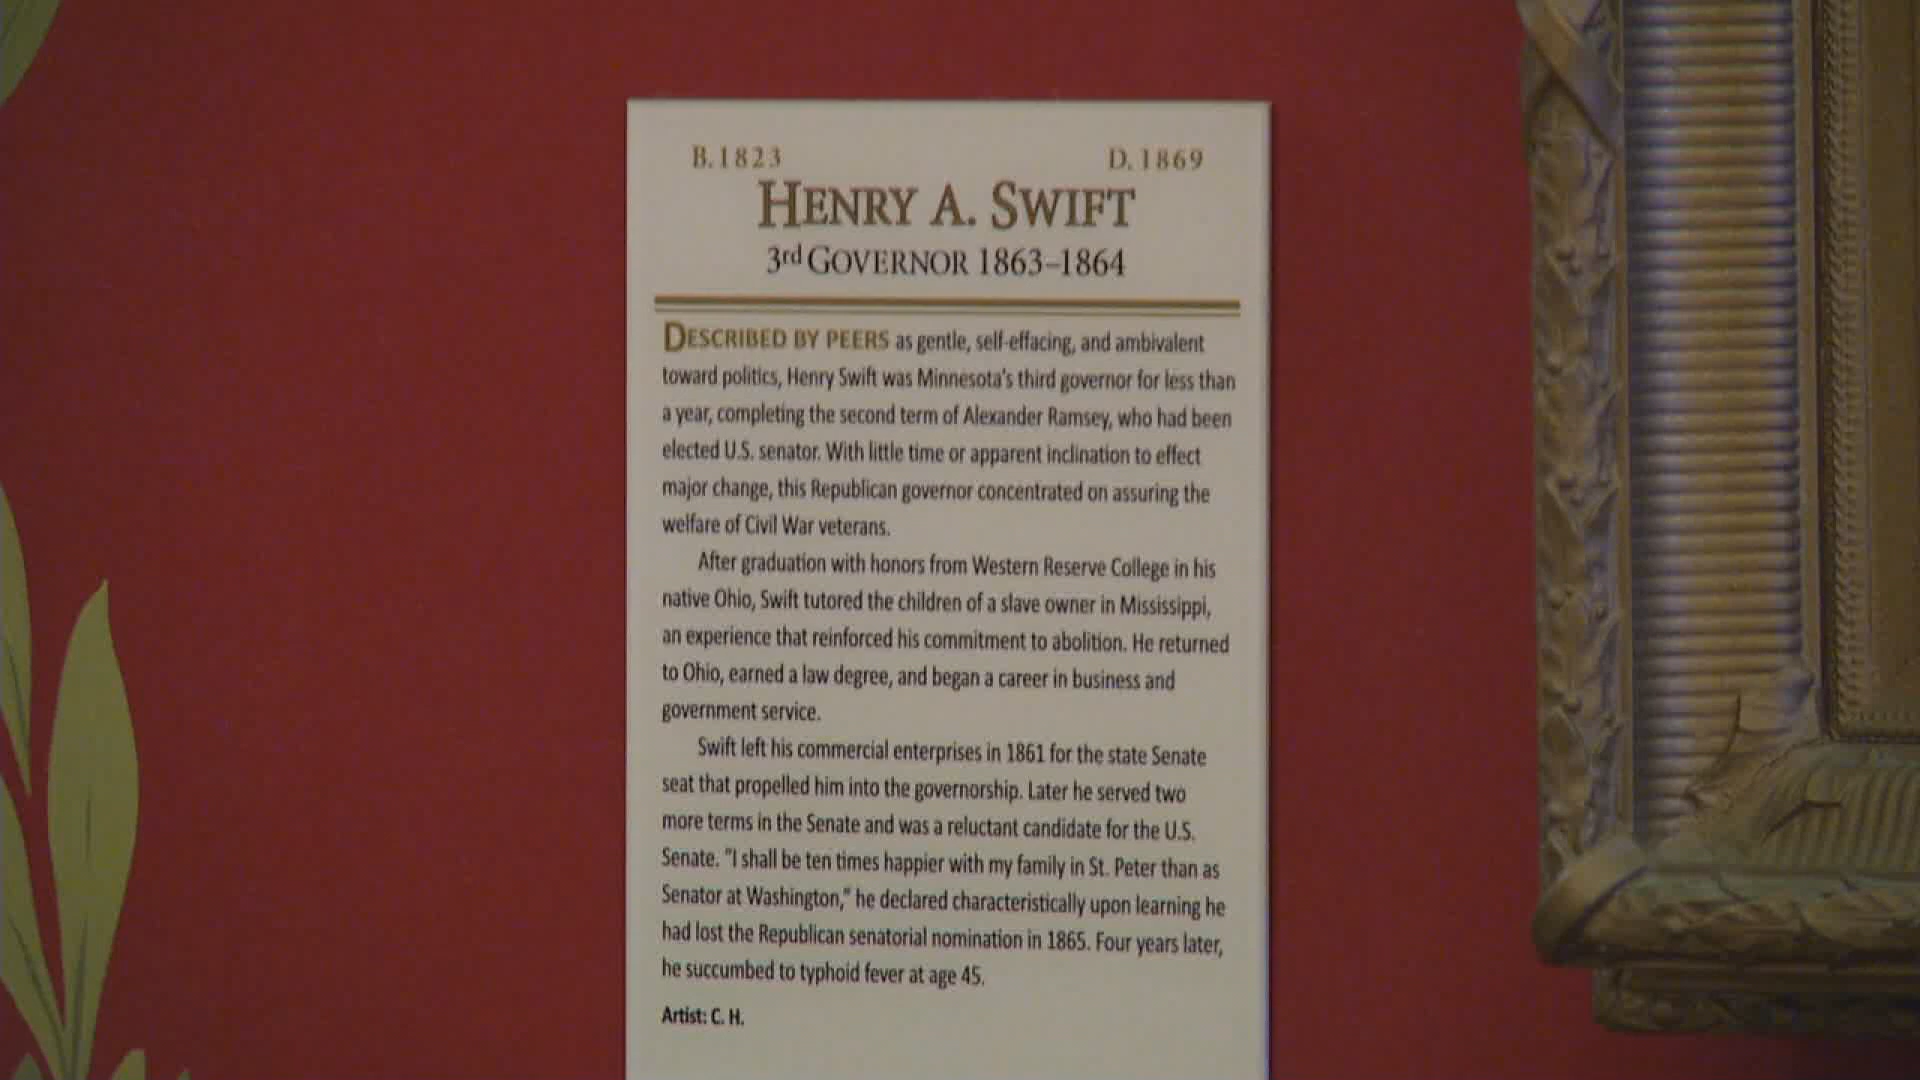 B. 1823 D. 1869
HENRY A. SWIFT
3rd GOVERNOR 1863–1864
DESCRIBED BY PEERS as gentle, self-effacing, and ambivalent
toward politics, Henry Swift was Minnesota's third governor for less than
a year, completing the second term of Alexander Ramsey, who had been
elected U.S. senator. With little time or apparent inclination to effect
major change, this Republican governor concentrated on assuring the
welfare of Civil War veterans.
After graduation with honors from Western Reserve College in his
native Ohio, Swift tutored the children of a slave owner in Mississippi,
an experience that reinforced his commitment to abolition. He returned
to Ohio, earned a law degree, and began a career in business and
government service.
Swift left his commercial enterprises in 1861 for the state Senate
seat that propelled him into the governorship. Later he served two
more terms in the Senate and was a reluctant candidate for the U.S.
Senate. "I shall be ten times happier with my family in St. Peter than as
Senator at Washington," he declared characteristically upon learning he
had lost the Republican senatorial nomination in 1865. Four years later,
he succumbed to typhoid fever at age 45.
Artist: C. H.